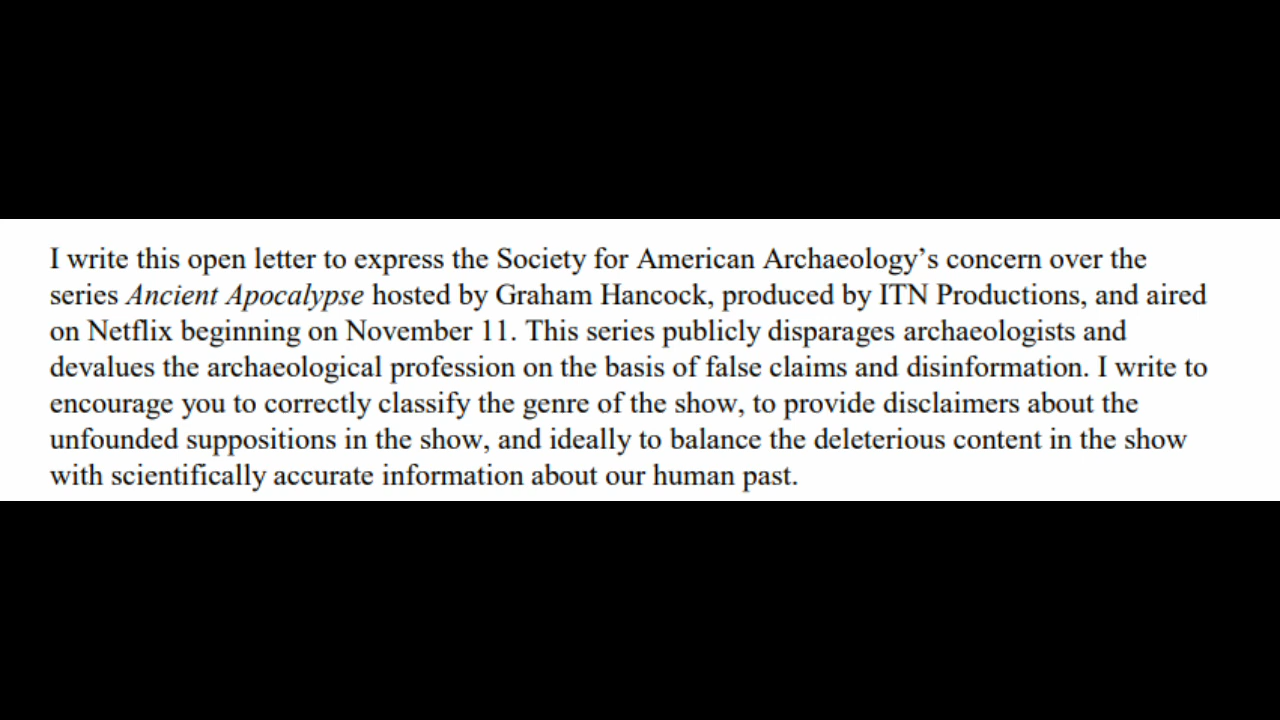 I write this open letter to express the Society for American Archaeology’s concern over the
series Ancient Apocalypse hosted by Graham Hancock, produced by ITN Productions, and aired
on Netflix beginning on November 11. This series publicly disparages archaeologists and
devalues the archaeological profession on the basis of false claims and disinformation. I write to
encourage you to correctly classify the genre of the show, to provide disclaimers about the
unfounded suppositions in the show, and ideally to balance the deleterious content in the show
with scientifically accurate information about our human past.